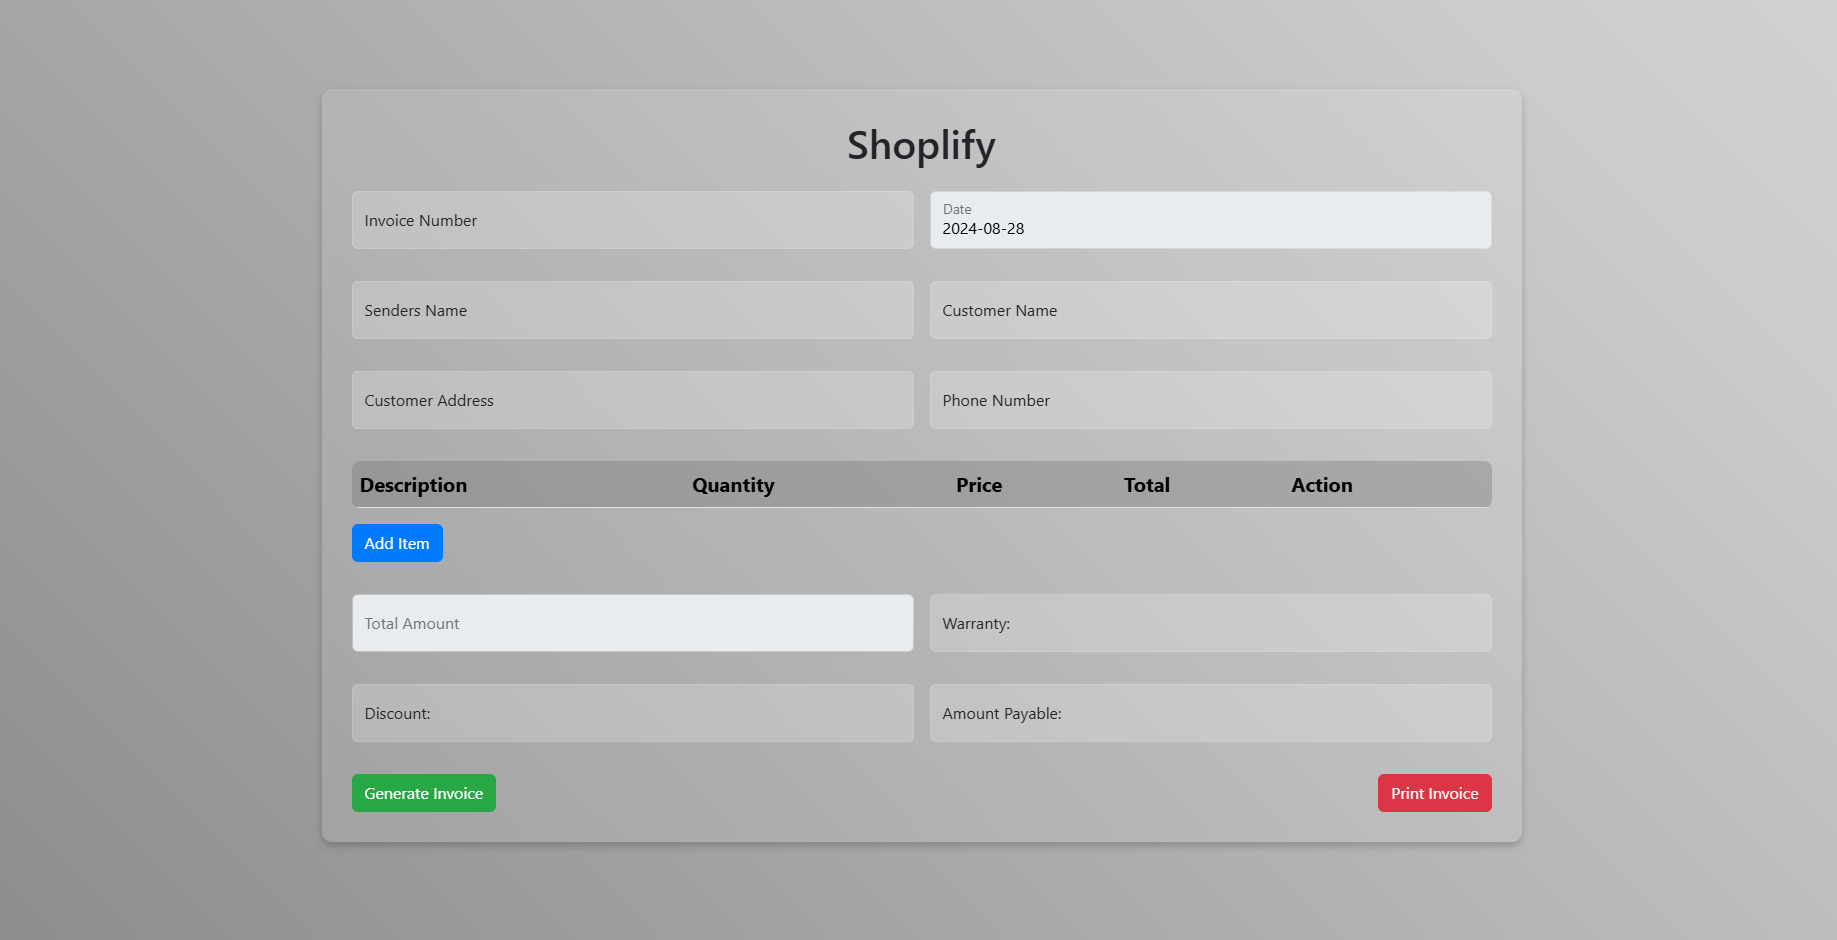 Shoplify
Invoice Number
Date
2024-08-28
Senders Name
Customer Name
Customer Address
Phone Number
Description Quantity Price Total Action
Add Item
Total Amount
Warranty:
Discount:
Amount Payable:
Generate Invoice
Print Invoice